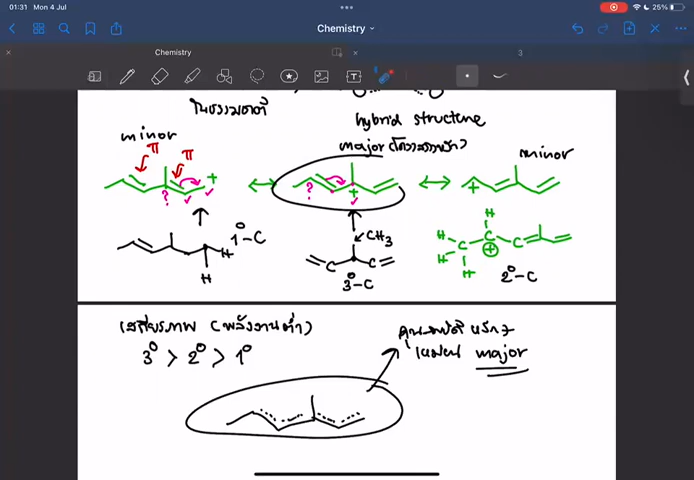 01:31 Mon 4 Jul
25%
Chemistry
Chemistry
3
ในธรรมชาติ
hybrid structure
minor
π
π
major (โครงสร้างหลัก)
minor
+
+
+
? ✓ ✓
? ✓
1°-C
H
H
CH3
C C
3°-C
H
H C C C
H
H
+
2°-C
เสถียรภาพ (พลังงานต่ำ)
3° > 2° > 1°
major